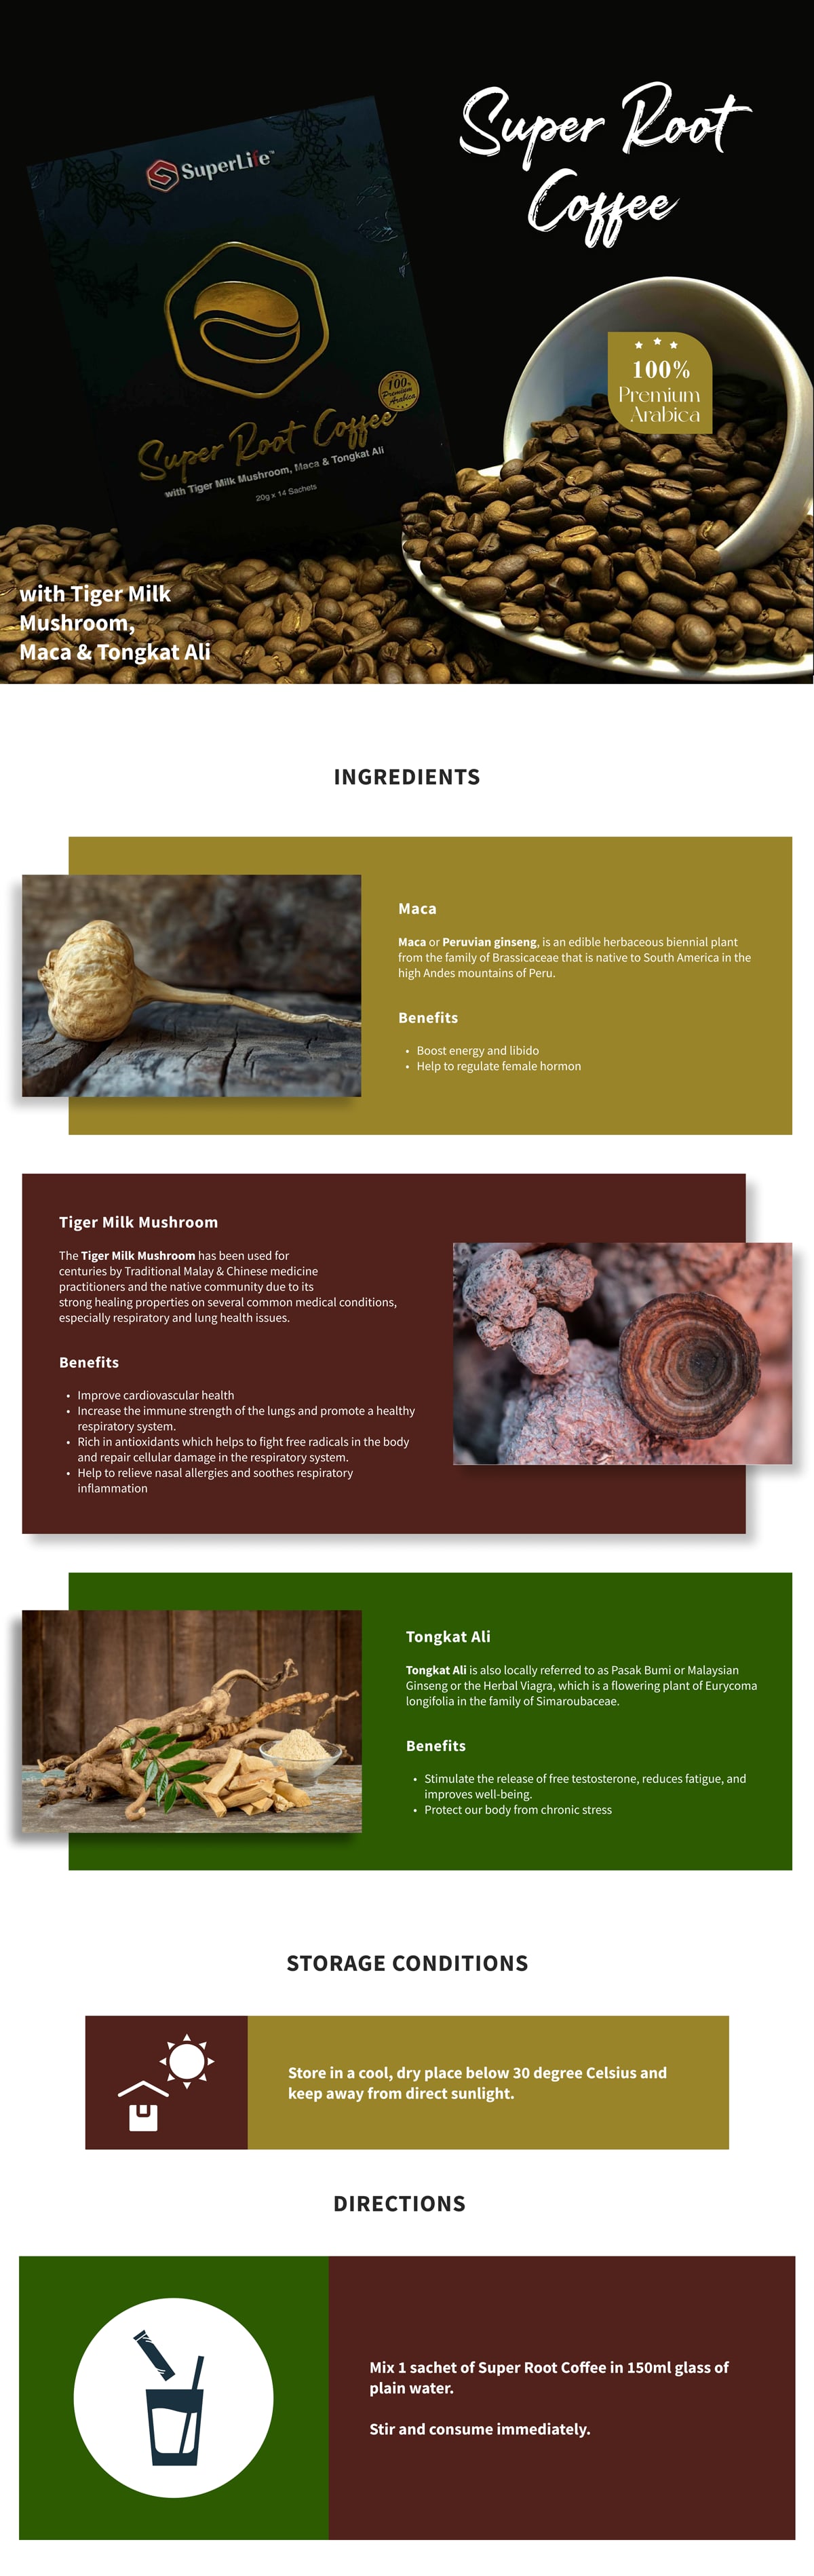 Super Root
Coffee
SuperLife™
100%
Premium
Arabica
100%
Premium
Arabica
Super Root Coffee
with Tiger Milk Mushroom, Maca & Tongkat Ali
20g x 14 Sachets
with Tiger Milk
Mushroom,
Maca & Tongkat Ali
INGREDIENTS
Maca
Maca or Peruvian ginseng, is an edible herbaceous biennial plant
from the family of Brassicaceae that is native to South America in the
high Andes mountains of Peru.
Benefits
• Boost energy and libido
• Help to regulate female hormon
Tiger Milk Mushroom
The Tiger Milk Mushroom has been used for
centuries by Traditional Malay & Chinese medicine
practitioners and the native community due to its
strong healing properties on several common medical conditions,
especially respiratory and lung health issues.
Benefits
• Improve cardiovascular health
• Increase the immune strength of the lungs and promote a healthy
respiratory system.
• Rich in antioxidants which helps to fight free radicals in the body
and repair cellular damage in the respiratory system.
• Help to relieve nasal allergies and soothes respiratory
inflammation
Tongkat Ali
Tongkat Ali is also locally referred to as Pasak Bumi or Malaysian
Ginseng or the Herbal Viagra, which is a flowering plant of Eurycoma
longifolia in the family of Simaroubaceae.
Benefits
• Stimulate the release of free testosterone, reduces fatigue, and
improves well-being.
• Protect our body from chronic stress
STORAGE CONDITIONS
Store in a cool, dry place below 30 degree Celsius and
keep away from direct sunlight.
DIRECTIONS
Mix 1 sachet of Super Root Coffee in 150ml glass of
plain water.
Stir and consume immediately.